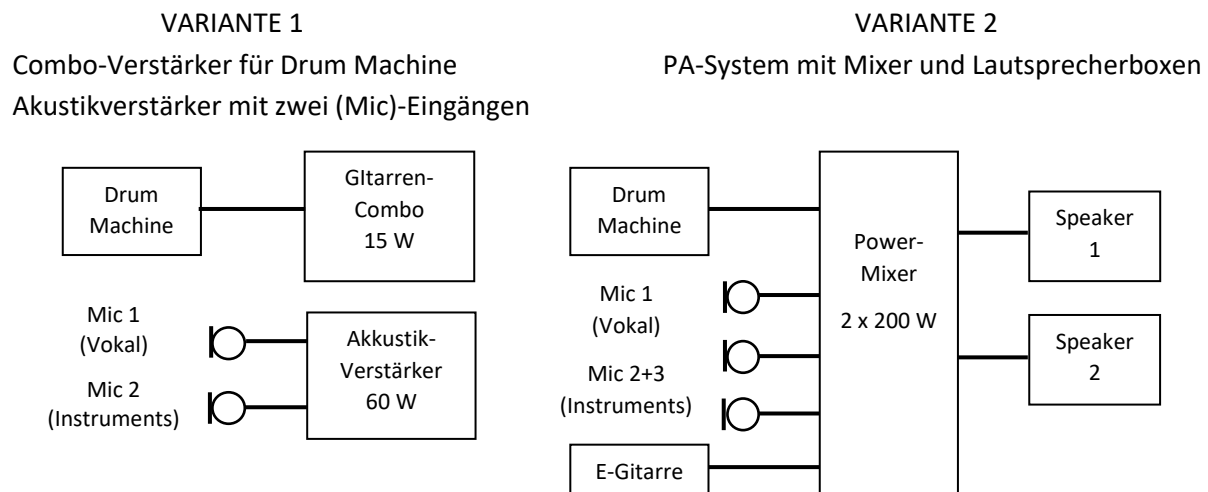 VARIANTE 1
Combo-Verstärker für Drum Machine
Akustikverstärker mit zwei (Mic)-Eingängen
Drum
Machine
GItarren-
Combo
15 W
Mic 1
(Vokal)
Mic 2
(Instruments)
Akkustik-
Verstärker
60 W
VARIANTE 2
PA-System mit Mixer und Lautsprecherboxen
Drum
Machine
Mic 1
(Vokal)
Mic 2+3
(Instruments)
E-Gitarre
Power-
Mixer
2 x 200 W
Speaker
1
Speaker
2